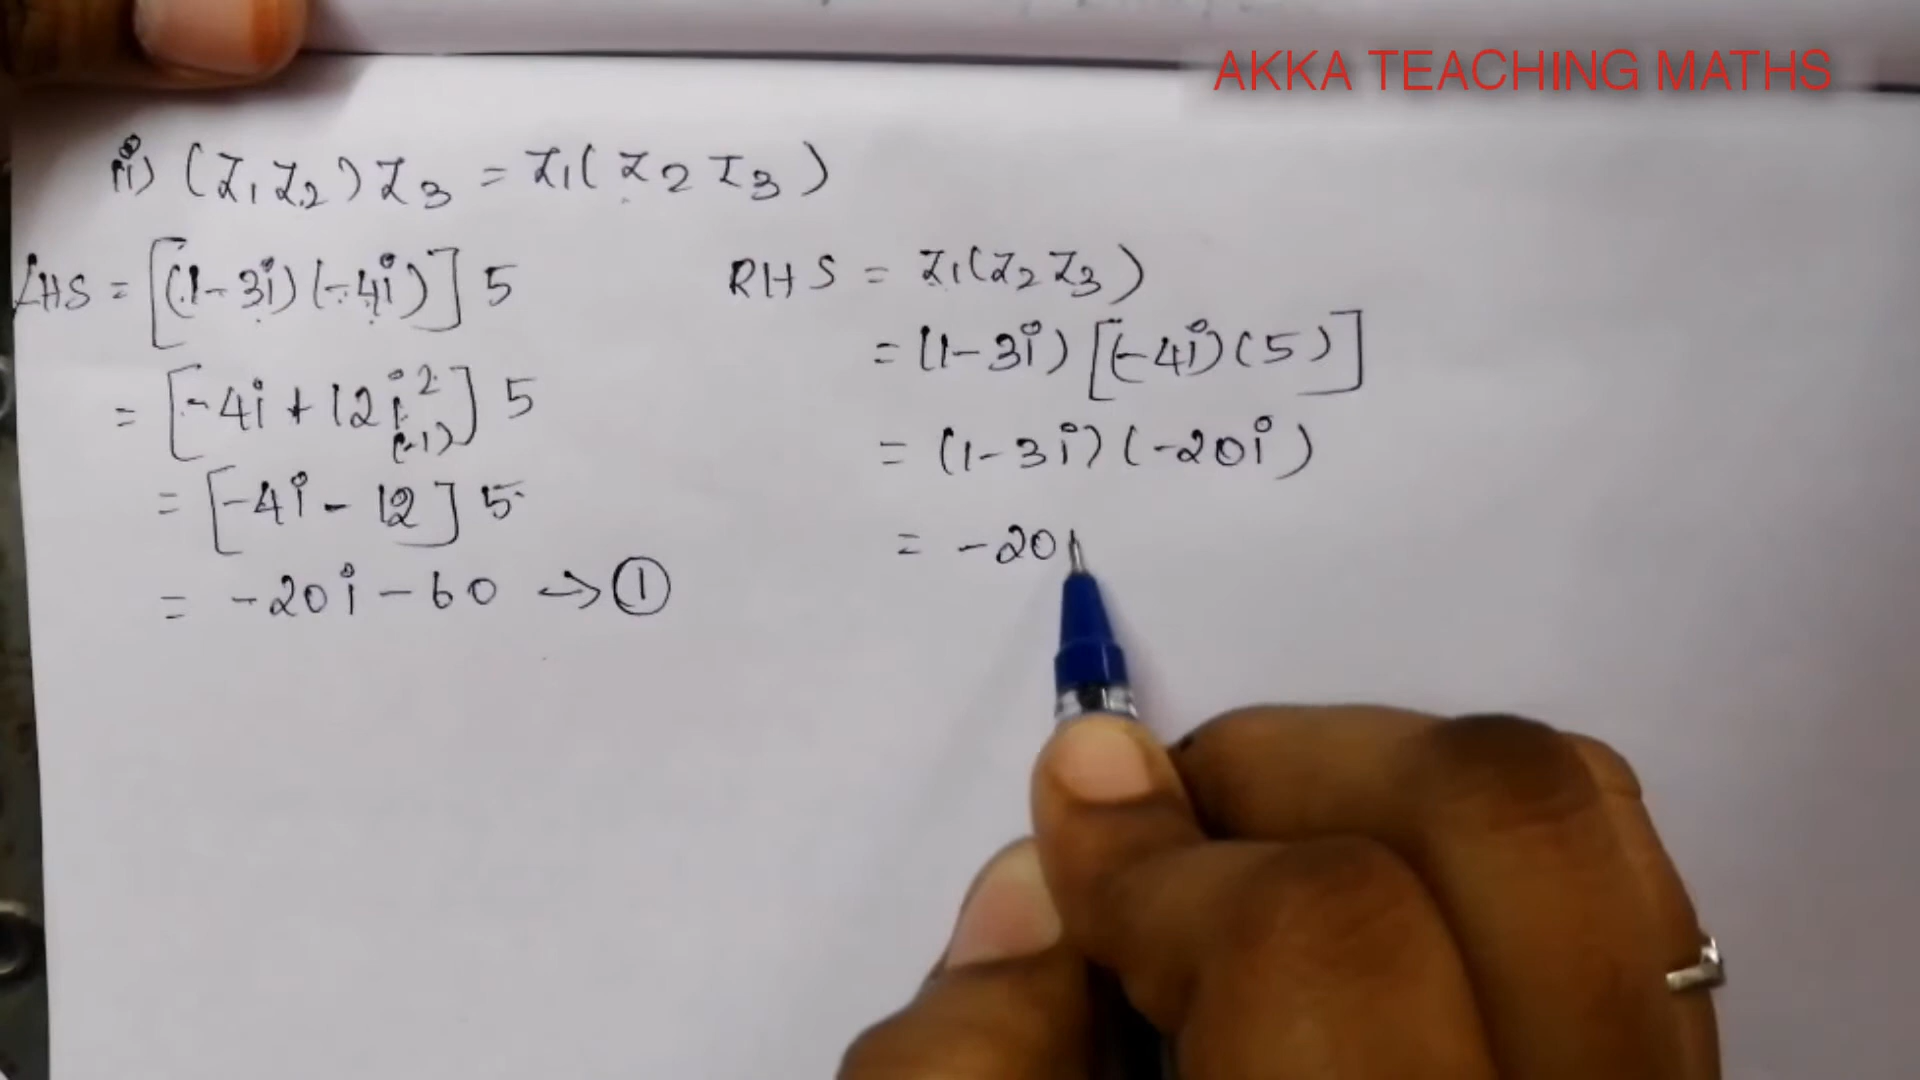 AKKA TEACHING MATHS
ii) (Z₁Z₂)Z₃ = Z₁(Z₂Z₃)
LHS = [(1-3i)(-4i)] 5
= [-4i + 12i²] 5
(-1)
= [-4i - 12] 5
= -20i - 60 → ①
RHS = Z₁(Z₂Z₃)
= (1-3i) [(-4i)(5)]
= (1-3i)(-20i)
= -20i